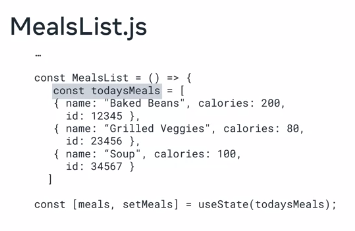 MealsList.js
…
const MealsList = () => {
const todaysMeals = [
{ name: "Baked Beans", calories: 200,
id: 12345 },
{ name: "Grilled Veggies", calories: 80,
id: 23456 },
{ name: “Soup", calories: 100,
id: 34567 }
]
const [meals, setMeals] = useState(todaysMeals);